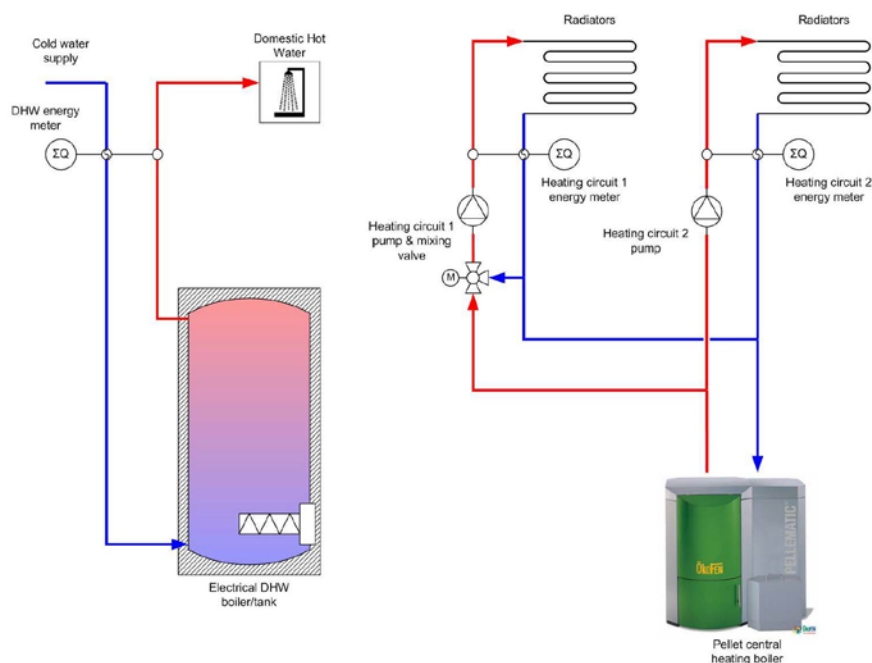 Cold water
supply
DHW energy
meter
ΣQ
Domestic Hot
Water
Electrical DHW
boiler/tank
Radiators
ΣQ
Heating circuit 1
energy meter
Heating circuit 1
pump & mixing
valve
M
Radiators
ΣQ
Heating circuit 2
energy meter
Heating circuit 2
pump
ÖkoFEN
PELLEMATIC
Pellet central
heating boiler